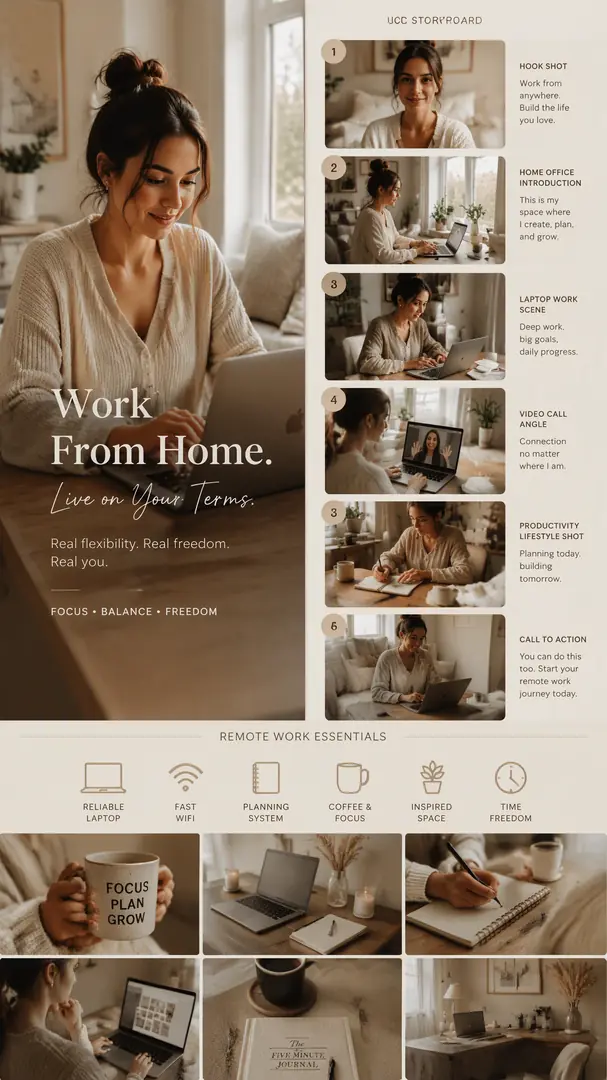 Work
From Home.
Live on Your Terms.
Real flexibility. Real freedom.
Real you.
FOCUS • BALANCE • FREEDOM
UCC STORYROARD
1
HOOK SHOT
Work from
anywhere.
Build the life
you love.
2
HOME OFFICE
INTRODUCTION
This is my
space where
I create, plan,
and grow.
3
LAPTOP WORK
SCENE
Deep work.
big goals,
daily progress.
4
VIDEO CALL
ANGLE
Connection
no matter
where I am.
3
PRODUCTIVITY
LIFESTYLE SHOT
Planning today.
building
tomorrow.
6
CALL TO ACTION
You can do this
too. Start your
remote work
journey today.
REMOTE WORK ESSENTIALS
RELIABLE
LAPTOP
FAST
WIFI
PLANNING
SYSTEM
COFFEE &
FOCUS
INSPIRED
SPACE
TIME
FREEDOM
FOCUS
PLAN
GROW
The
FIVE MINUTE
JOURNAL